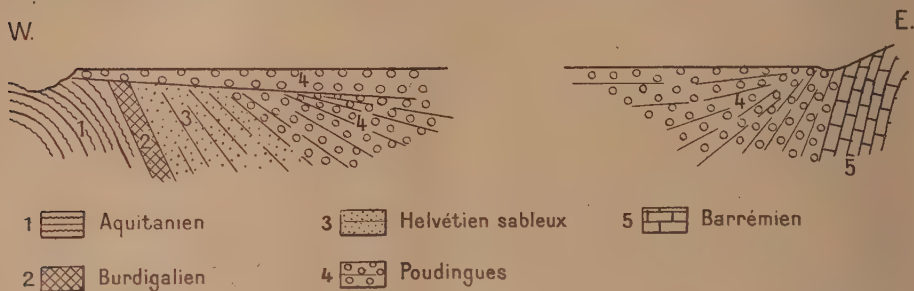 W.
E.
4
4
4
1
2
3
5
1 Aquitanien
3 Helvétien sableux
5 Barrémien
2 Burdigalien
4 Poudingues